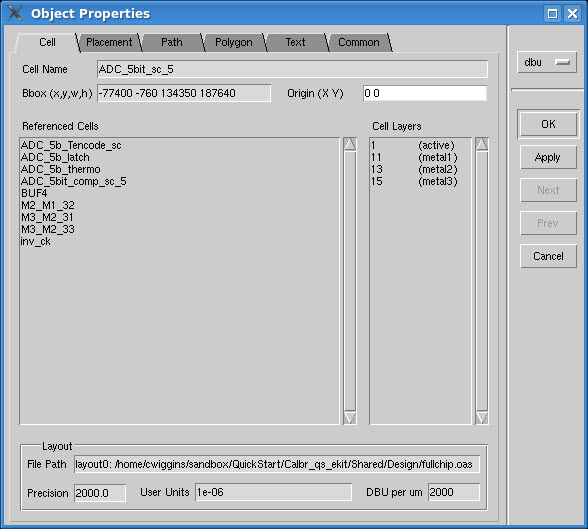 Object Properties
Cell Placement Path Polygon Text Common
dbu
Cell Name ADC_5bit_sc_5
Bbox (x,y,w,h) -77400 -760 134350 187640 Origin (X Y) 0 0
Referenced Cells Cell Layers
ADC_5b_Tencode_sc
ADC_5b_latch
ADC_5b_thermo
ADC_5bit_comp_sc_5
BUF4
M2_M1_32
M3_M2_31
M3_M2_33
inv_ck
1 (active)
11 (metal1)
13 (metal2)
15 (metal3)
OK
Apply
Next
Prev
Cancel
Layout
File Path layout0: /home/cwiggins/sandbox/QuickStart/Calbr_qs_ekit/Shared/Design/fullchip.oas
Precision 2000.0 User Units 1e-06 DBU per um 2000